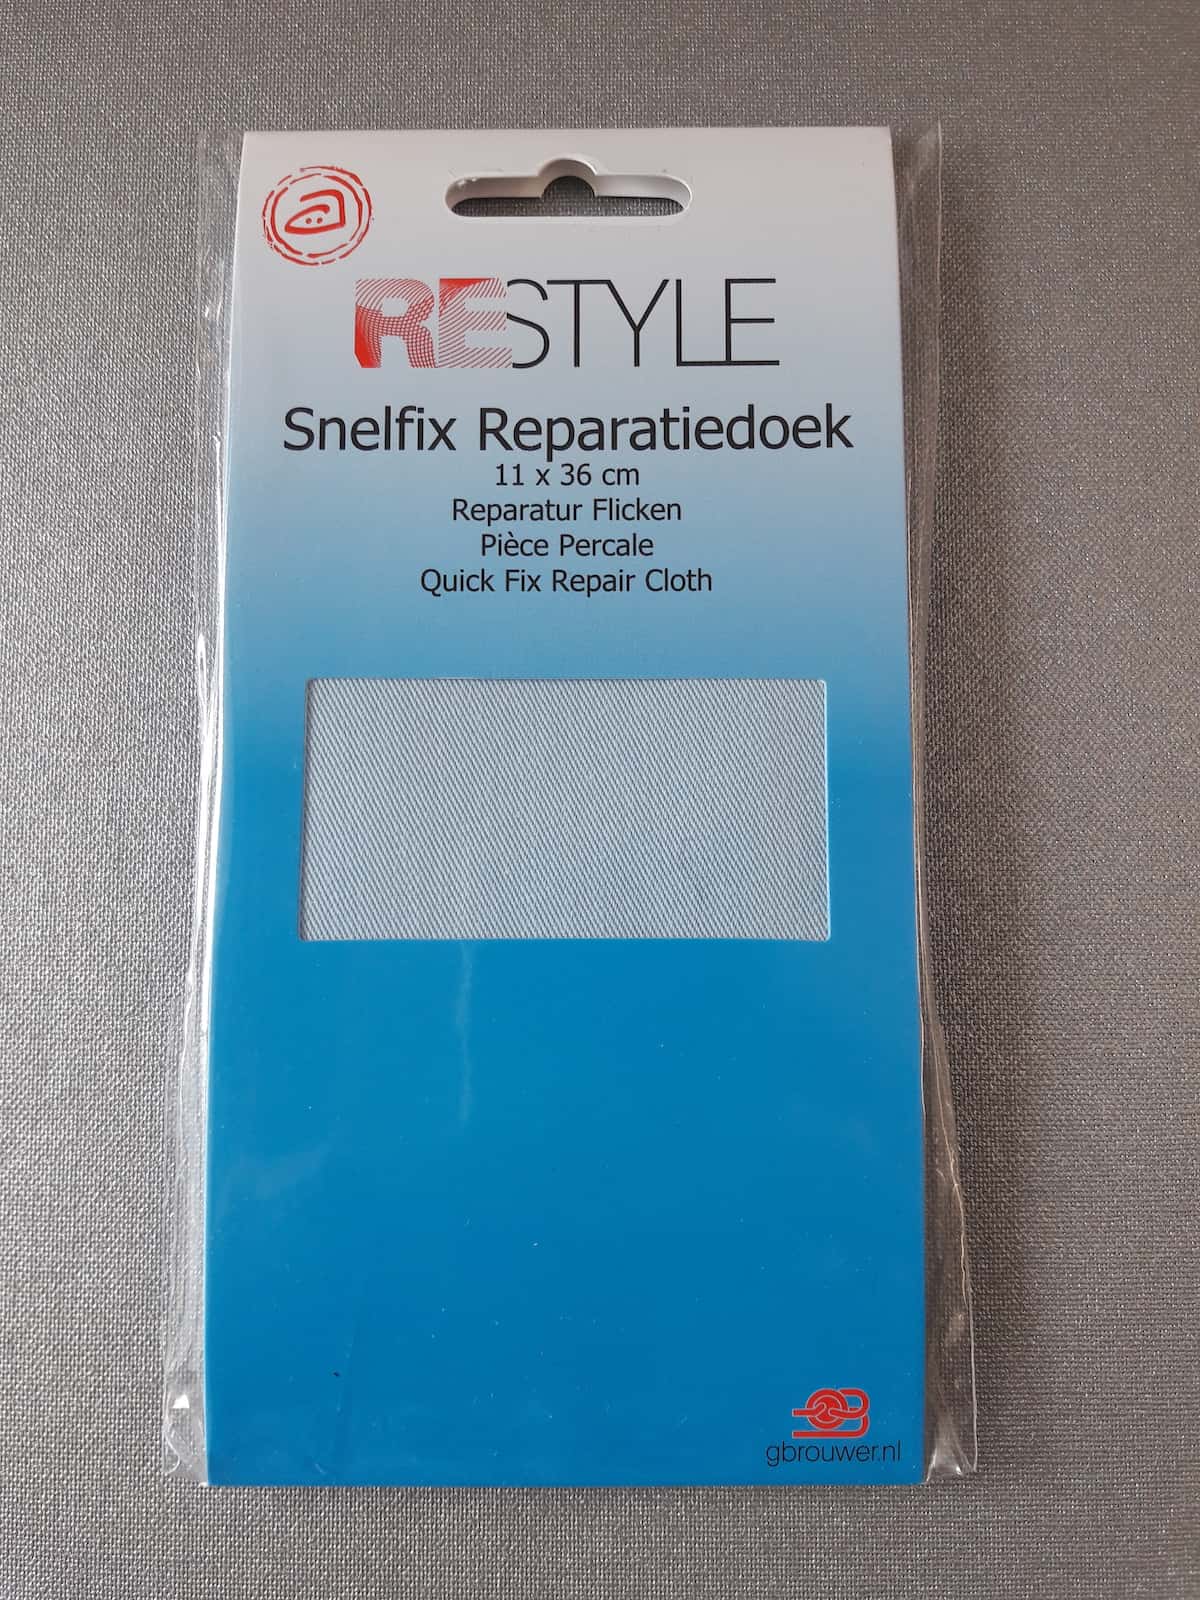 RESTYLE
Snelfix Reparatiedoek
11 x 36 cm
Reparatur Flicken
Pièce Percale
Quick Fix Repair Cloth
gbrouwer.nl